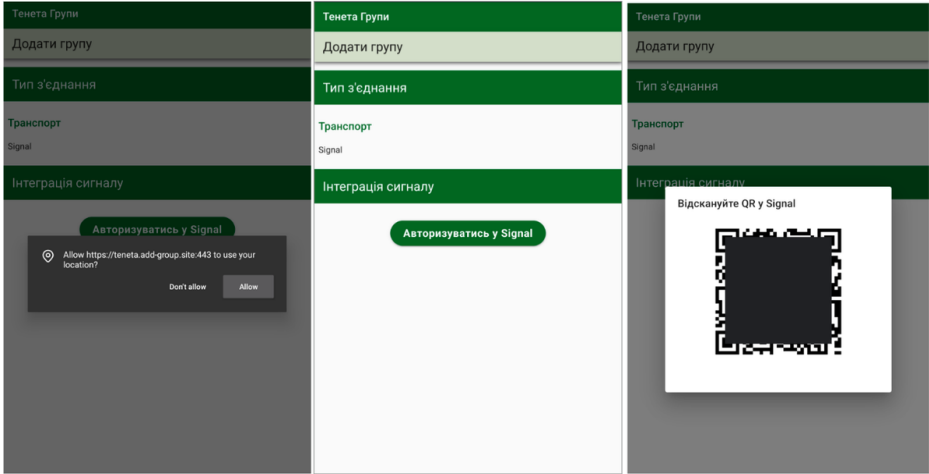 Тенета Групи
Додати групу
Тип з'єднання
Транспорт
Signal
Інтеграція сигналу
Авторизуватись у Signal
Allow https://teneta.add-group.site:443 to use your
location?
Don't allow
Allow
Тенета Групи
Додати групу
Тип з'єднання
Транспорт
Signal
Інтеграція сигналу
Авторизуватись у Signal
Тенета Групи
Додати групу
Тип з'єднання
Транспорт
Signal
Інтеграція сигналу
Відскануйте QR у Signal